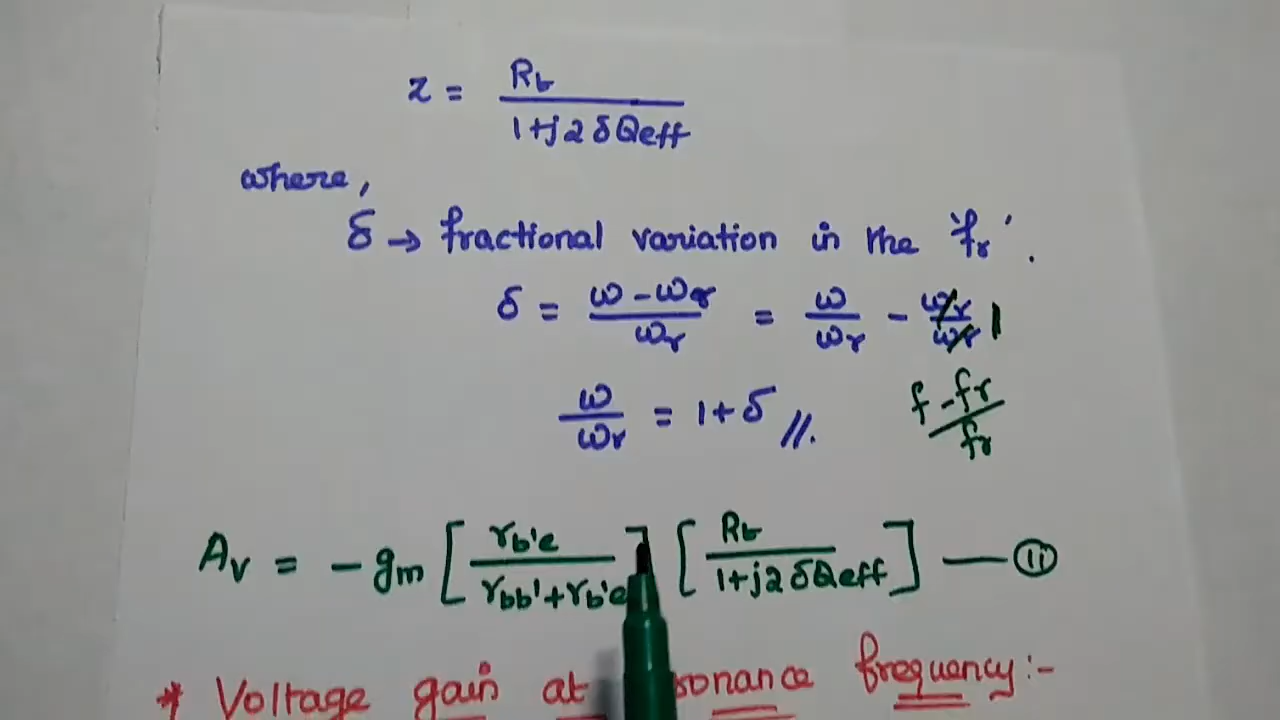 z = Rt / 1+j2δQeff
where,
δ → fractional variation in the 'fr'.
δ = ω - ωr / ωr = ω / ωr - ωr / ωr 1
ω / ωr = 1 + δ //.
f - fr / fr
Av = -gm [ rb'e / rbb' + rb'e ] [ Rt / 1+j2δQeff ] — 11
* Voltage gain at sonance frequency:-